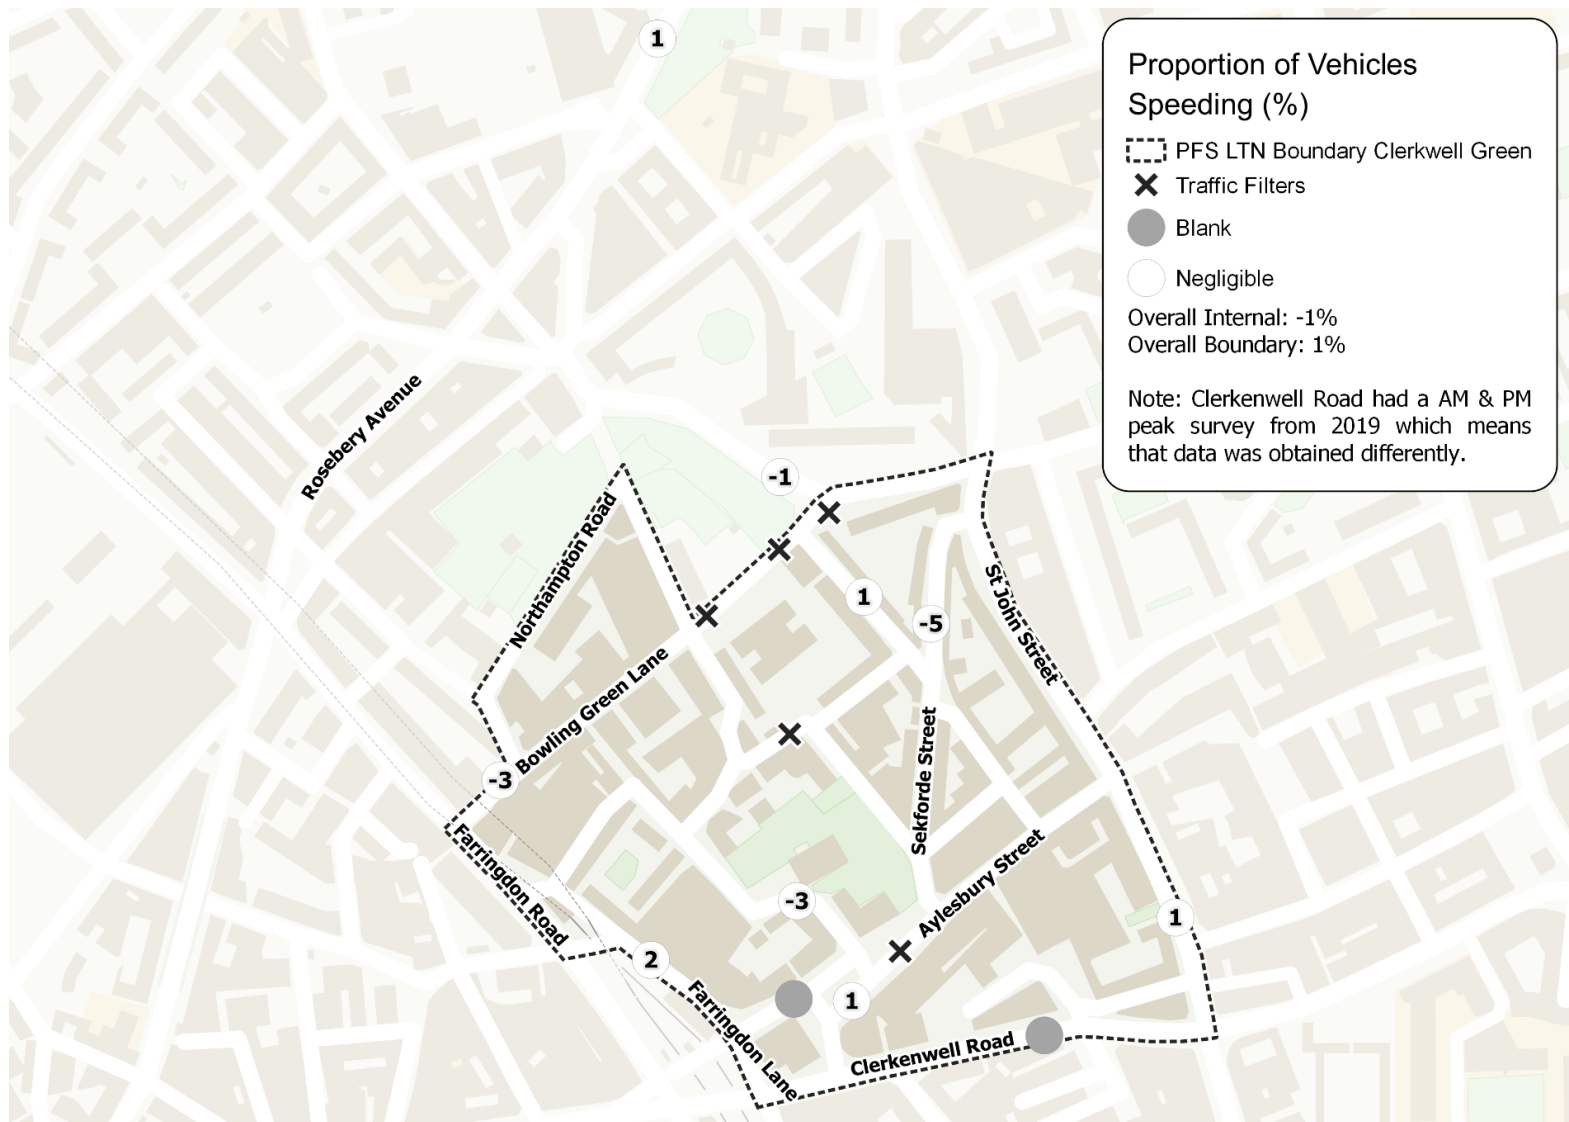 1
Proportion of Vehicles
Speeding (%)
PFS LTN Boundary Clerkwell Green
Traffic Filters
Blank
Negligible
Overall Internal: -1%
Overall Boundary: 1%
Note: Clerkenwell Road had a AM & PM
peak survey from 2019 which means
that data was obtained differently.
Rosebery Avenue
-1
Northampton Road
1
-5
St John Street
Bowling Green Lane
-3
Sekforde Street
Farringdon Road
Aylesbury Street
-3
1
2
1
Farringdon Lane
Clerkenwell Road